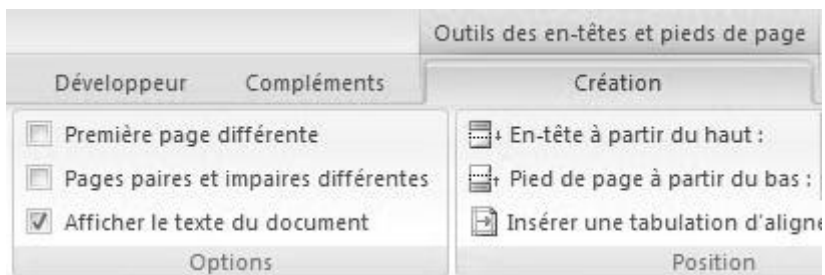 Outils des en-têtes et pieds de page
Développeur Compléments Création
Première page différente
Pages paires et impaires différentes
Afficher le texte du document
Options
En-tête à partir du haut :
Pied de page à partir du bas :
Insérer une tabulation d'aligne
Position